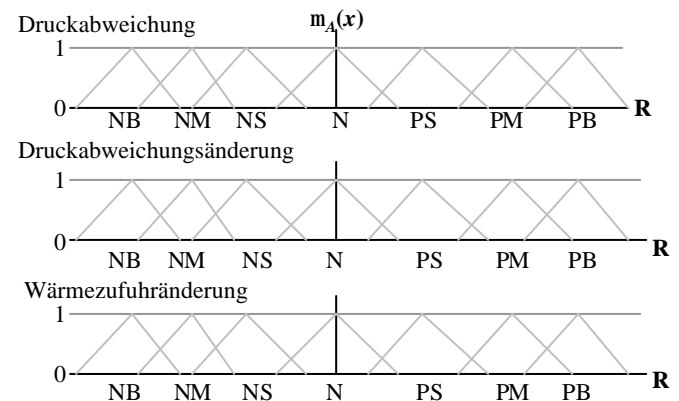 Druckabweichung
m_A(x)
1
0
NB NM NS N PS PM PB R
Druckabweichungsänderung
1
0
NB NM NS N PS PM PB R
Wärmezufuhränderung
1
0
NB NM NS N PS PM PB R